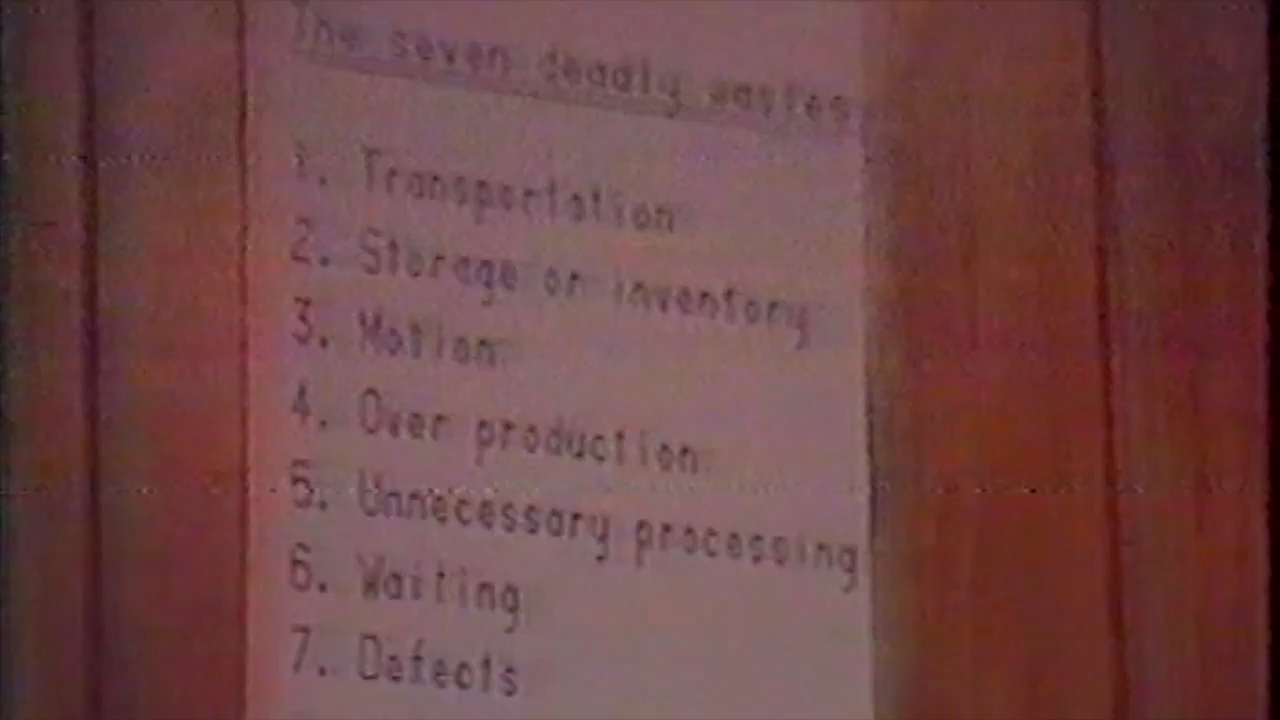 The seven deadly wastes
1. Transportation
2. Storage or inventory
3. Motion
4. Over production
5. Unnecessary processing
6. Waiting
7. Defects